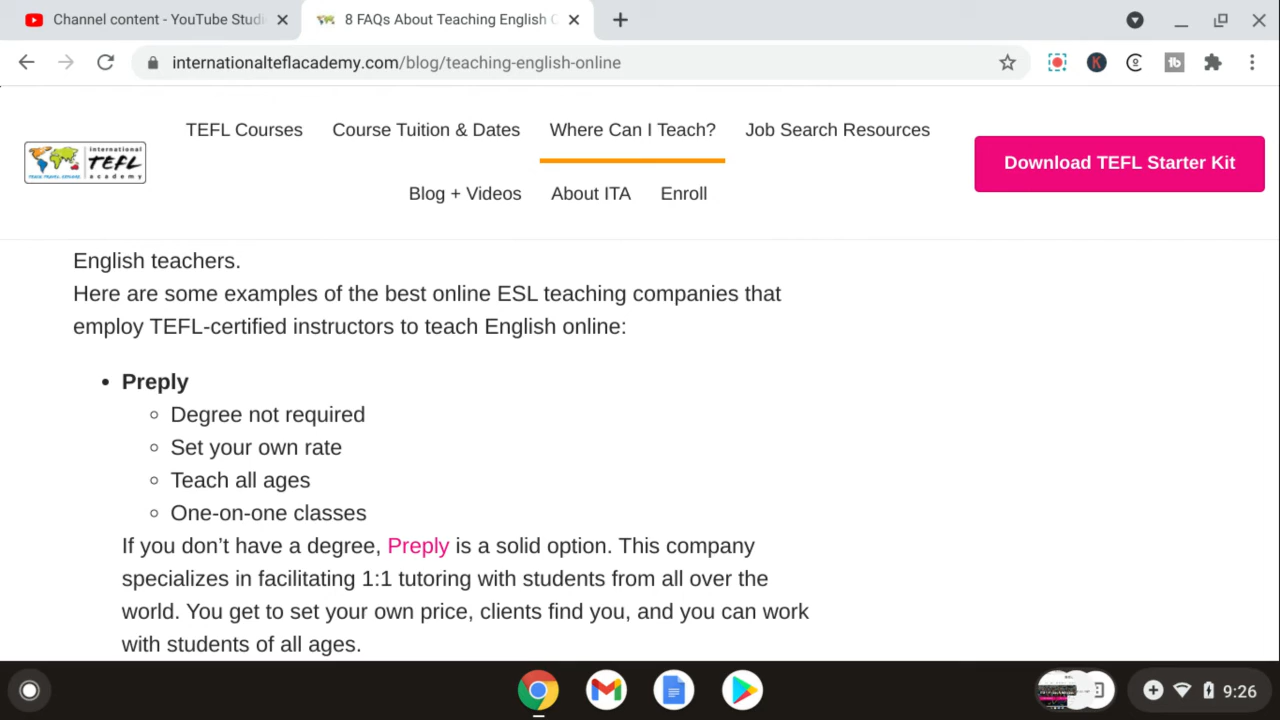 Channel content - YouTube Studi
8 FAQs About Teaching English O
internationalteflacademy.com/blog/teaching-english-online
K
tb
TEFL Courses
Course Tuition & Dates
Where Can I Teach?
Job Search Resources
international
TEFL
academy
Download TEFL Starter Kit
Blog + Videos
About ITA
Enroll
English teachers.
Here are some examples of the best online ESL teaching companies that
employ TEFL-certified instructors to teach English online:
• Preply
◦ Degree not required
◦ Set your own rate
◦ Teach all ages
◦ One-on-one classes
If you don’t have a degree, Preply is a solid option. This company
specializes in facilitating 1:1 tutoring with students from all over the
world. You get to set your own price, clients find you, and you can work
with students of all ages.
9:26